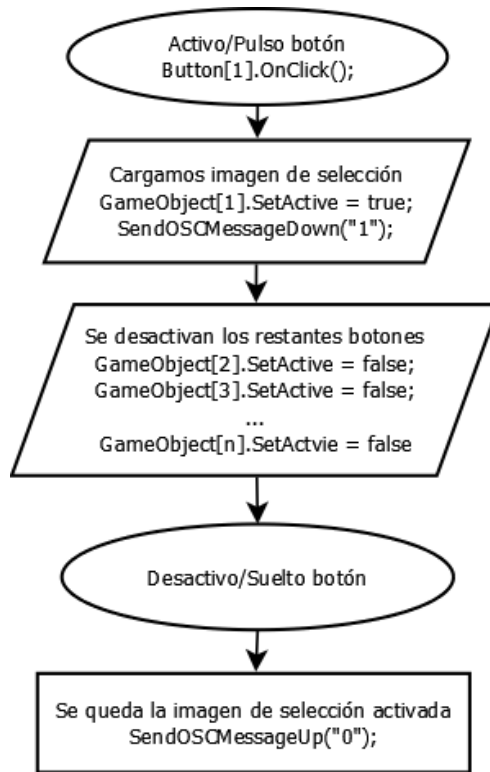 Activo/Pulso botón
Button[1].OnClick();
Cargamos imagen de selección
GameObject[1].SetActive = true;
SendOSCMessageDown("1");
Se desactivan los restantes botones
GameObject[2].SetActive = false;
GameObject[3].SetActive = false;
...
GameObject[n].SetActvie = false
Desactivo/Suelto botón
Se queda la imagen de selección activada
SendOSCMessageUp("0");